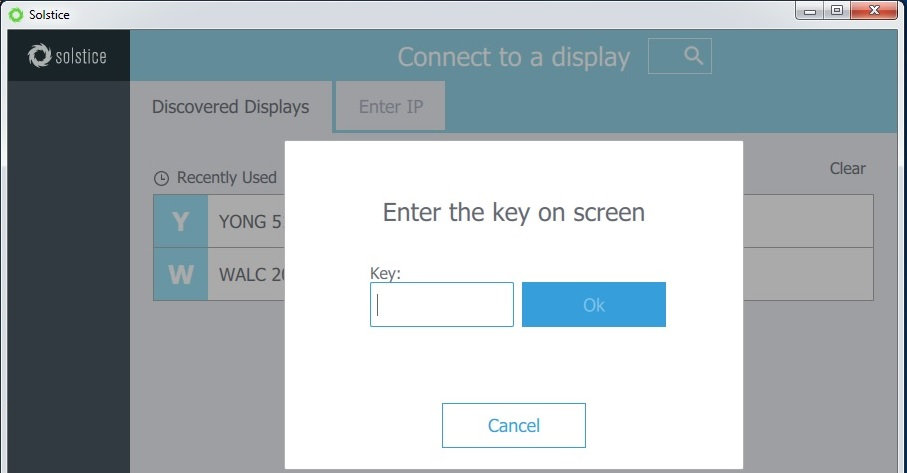 Solstice
solstice
Connect to a display
Discovered Displays
Enter IP
Recently Used
Clear
Y
YONG 5
W
WALC
Enter the key on screen
Key:
Ok
Cancel